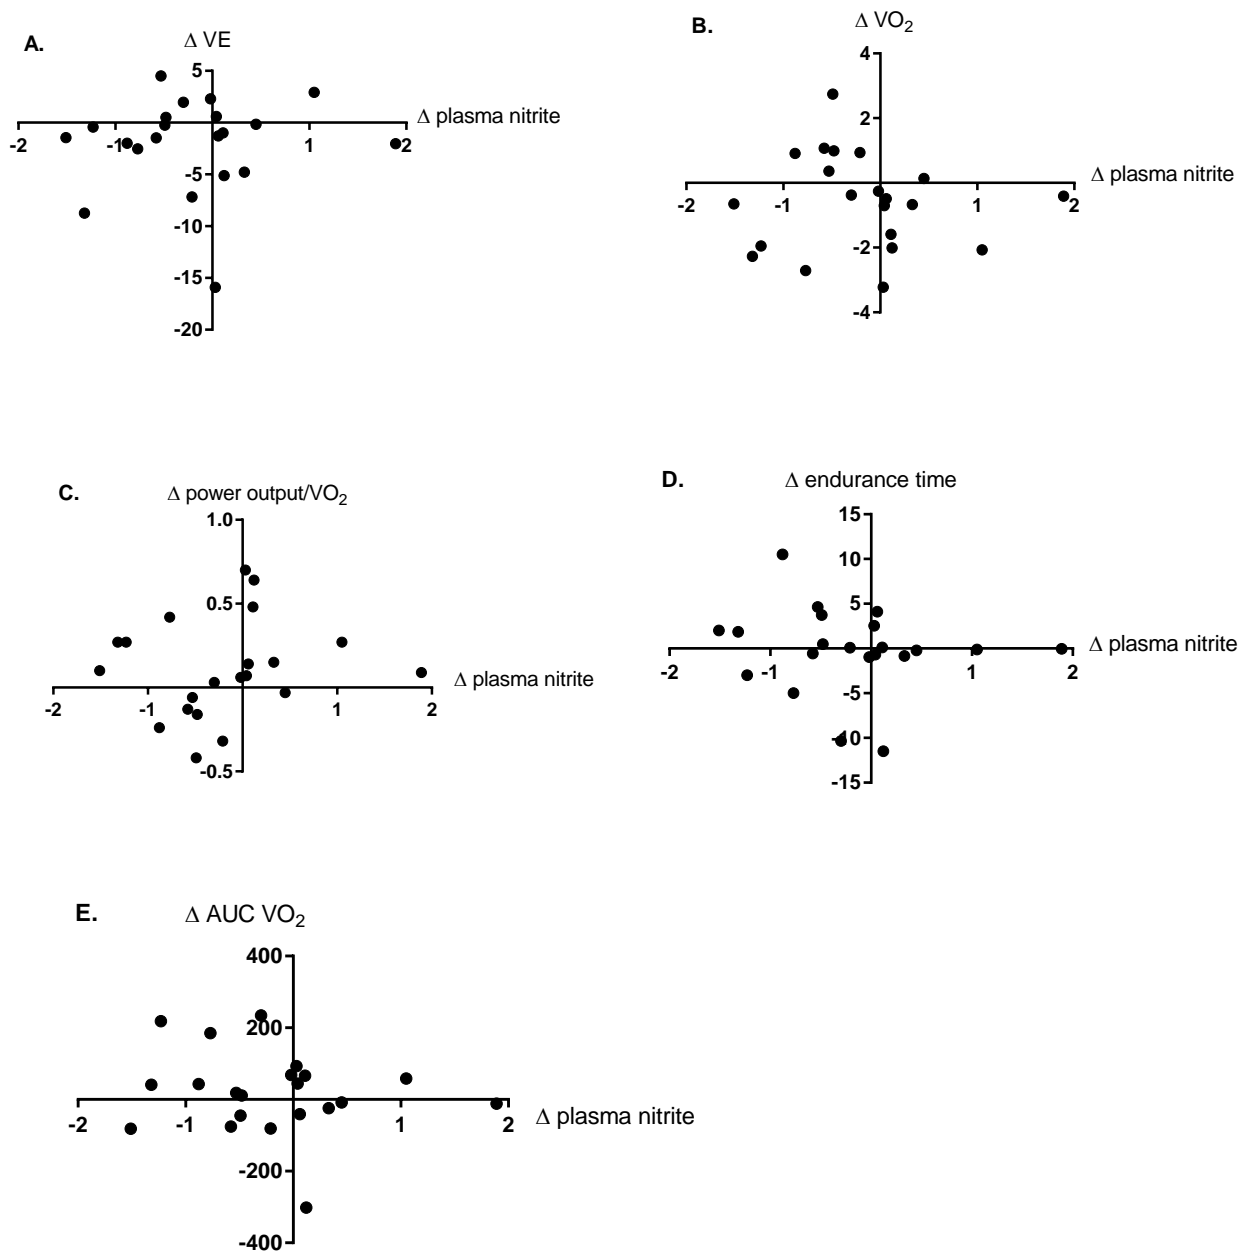 A.
Δ VE
5
Δ plasma nitrite
-2
-1
1
2
-5
-10
-15
-20
B.
Δ VO2
4
2
Δ plasma nitrite
-2
-1
1
2
-2
-4
C.
Δ power output/VO2
1.0
0.5
Δ plasma nitrite
-2
-1
1
2
-0.5
D.
Δ endurance time
15
10
5
Δ plasma nitrite
-2
-1
1
2
-5
-10
-15
E.
Δ AUC VO2
400
200
Δ plasma nitrite
-2
-1
1
2
-200
-400